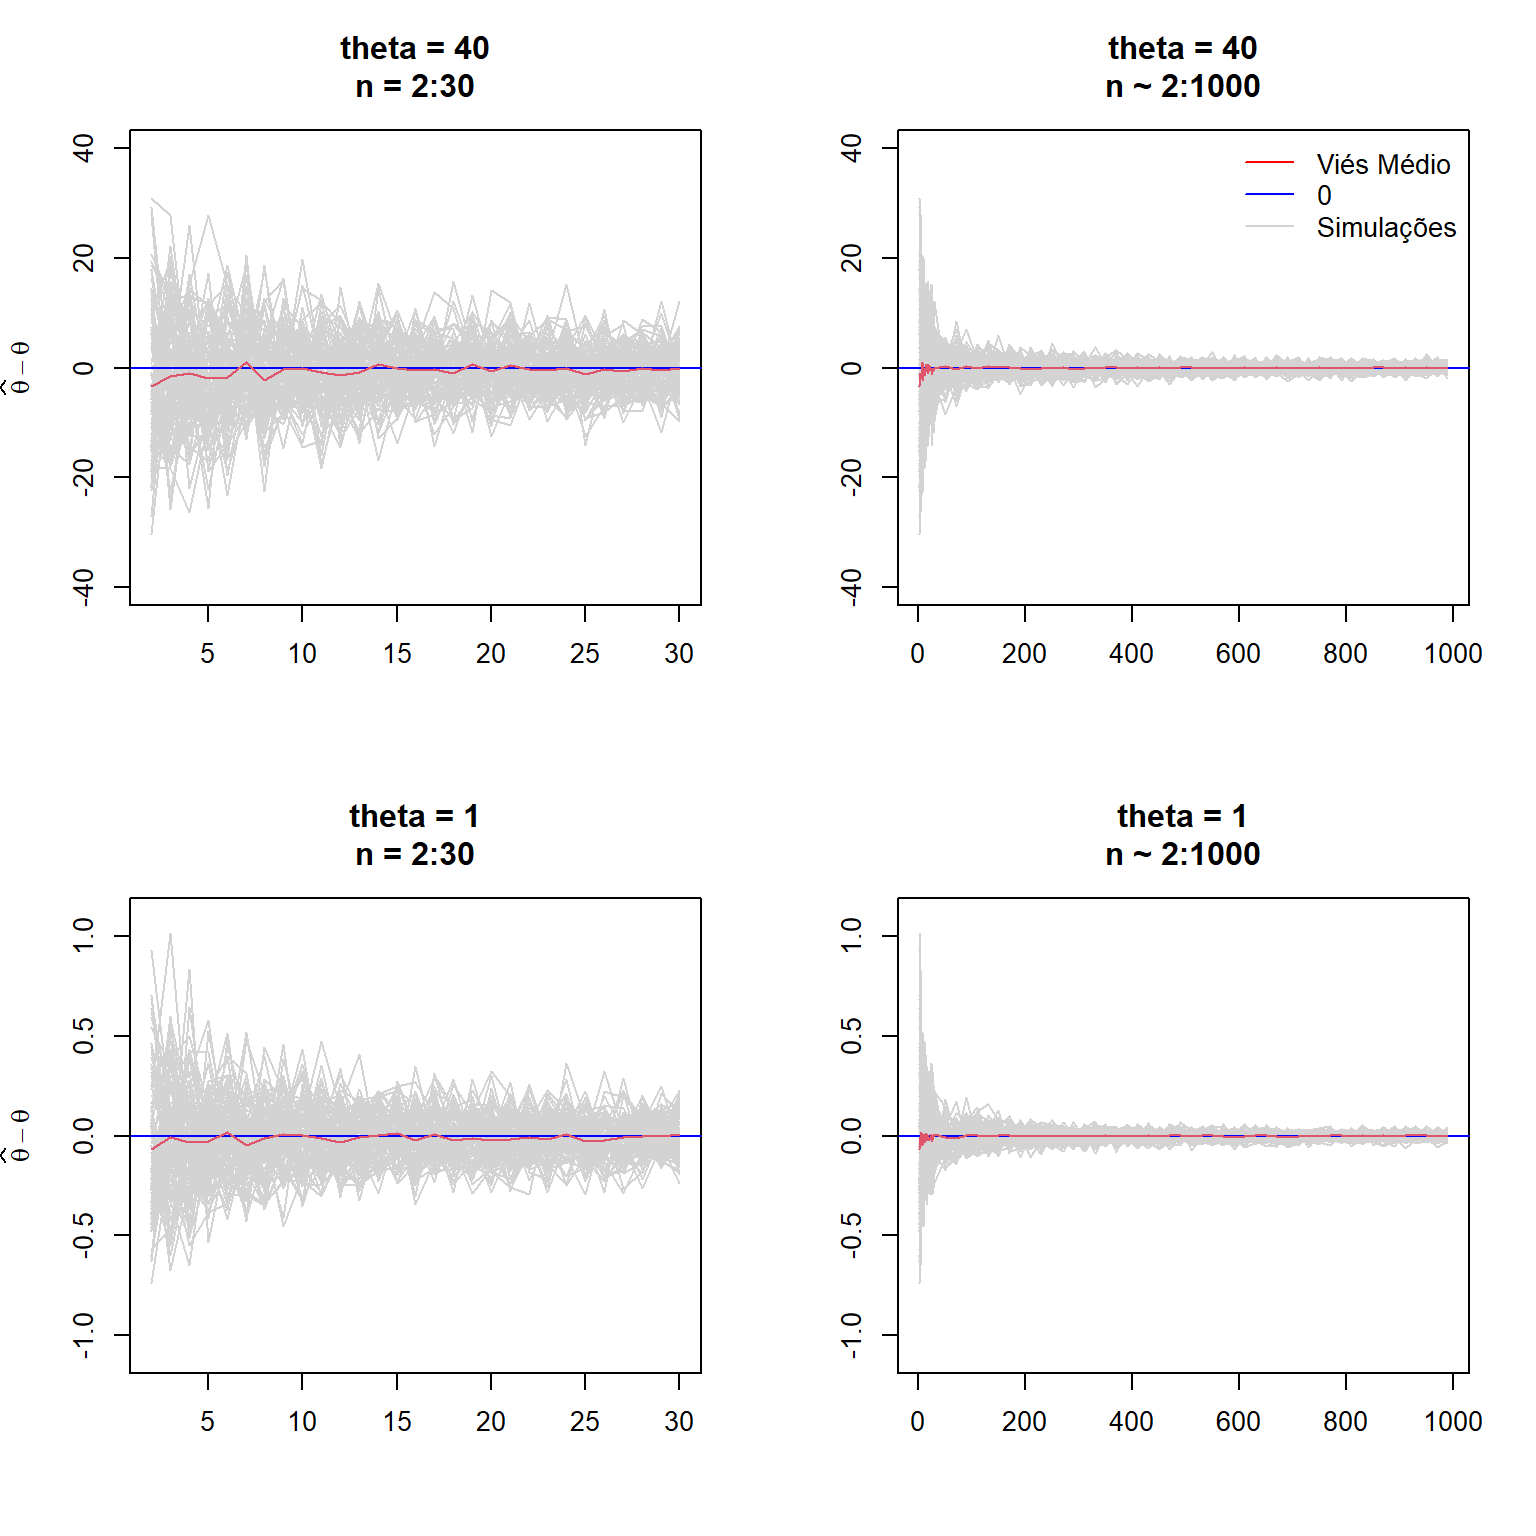 theta = 40
n = 2:30
40
20
0
-20
-40
θ̂ − θ
5 10 15 20 25 30
theta = 40
n ~ 2:1000
Viés Médio
0
Simulações
40
20
0
-20
-40
0 200 400 600 800 1000
theta = 1
n = 2:30
1.0
0.5
0.0
-0.5
-1.0
θ̂ − θ
5 10 15 20 25 30
theta = 1
n ~ 2:1000
1.0
0.5
0.0
-0.5
-1.0
0 200 400 600 800 1000